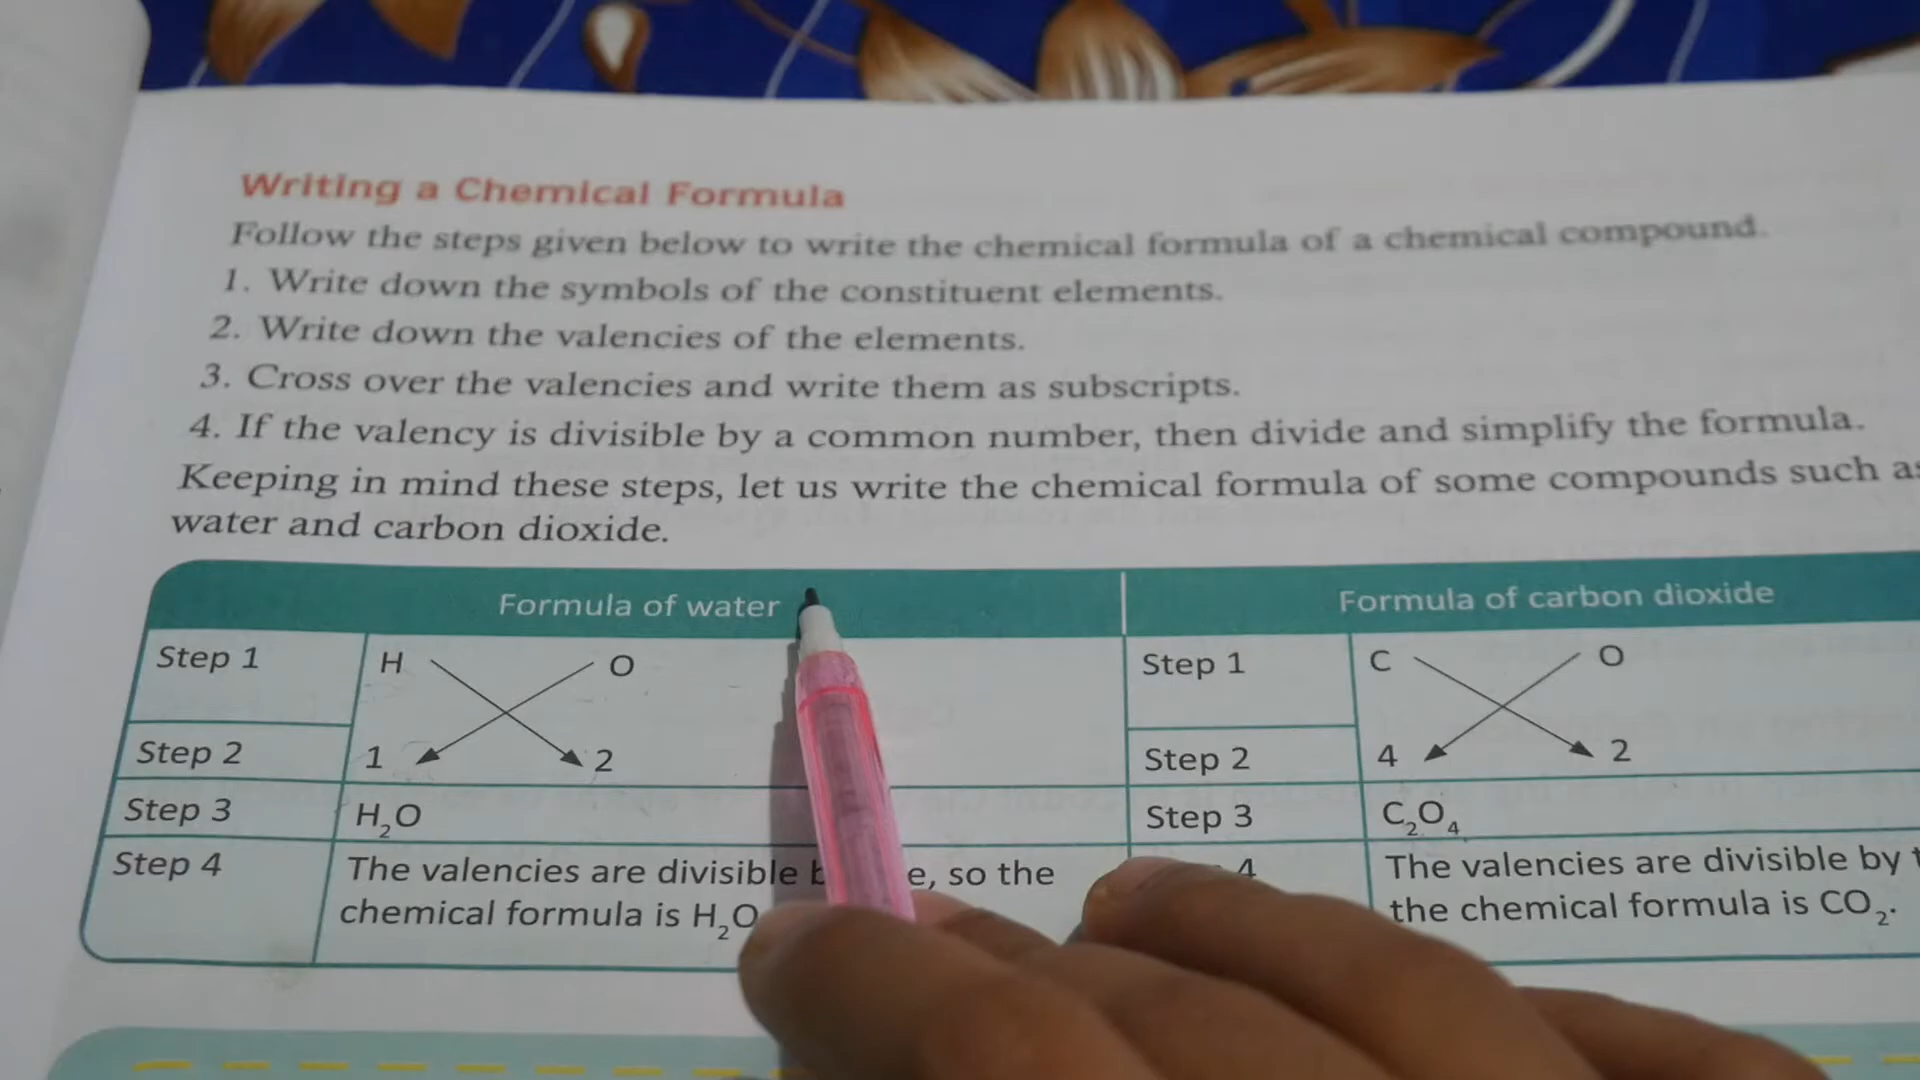 Writing a Chemical Formula
Follow the steps given below to write the chemical formula of a chemical compound.
1. Write down the symbols of the constituent elements.
2. Write down the valencies of the elements.
3. Cross over the valencies and write them as subscripts.
4. If the valency is divisible by a common number, then divide and simplify the formula.
Keeping in mind these steps, let us write the chemical formula of some compounds such as
water and carbon dioxide.
Formula of water
Step 1 H O
Step 2 1 2
Step 3 H₂O
Step 4 The valencies are divisible so the
chemical formula is H₂O
Formula of carbon dioxide
Step 1 C O
Step 2 4 2
Step 3 C₂O₄
4 The valencies are divisible by
the chemical formula is CO₂.